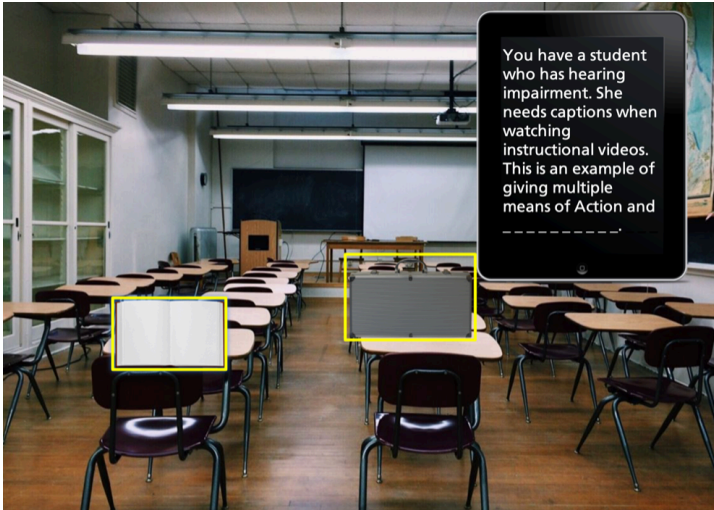 You have a student
who has hearing
impairment. She
needs captions when
watching
instructional videos.
This is an example of
giving multiple
means of Action and
_ _ _ _ _ _ _ _ _ _.